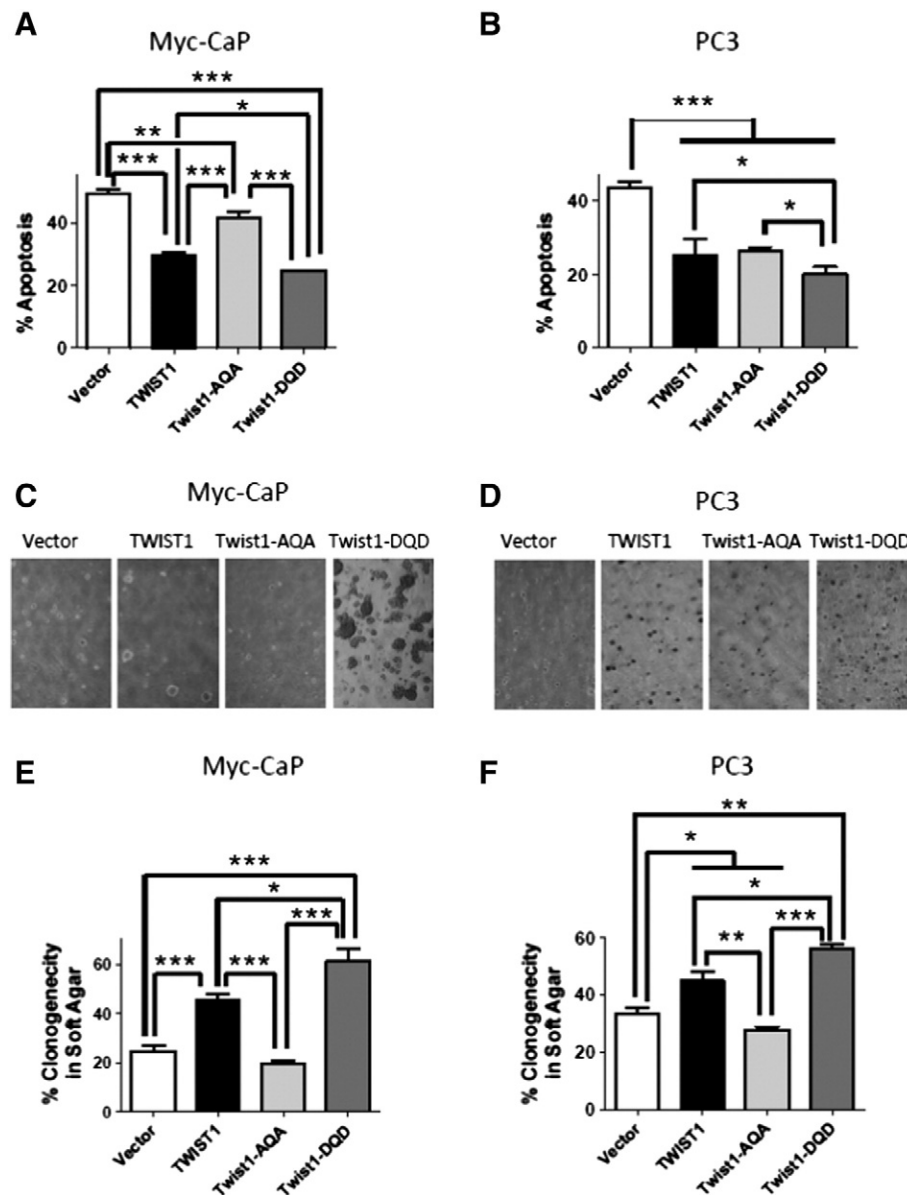 A
Myc-CaP
***
*
**
***
***
***
% Apoptosis
40
20
0
Vector
TWIST1
Twist1-AQA
Twist1-DQD
B
PC3
***
*
*
% Apoptosis
40
20
0
Vector
TWIST1
Twist1-AQA
Twist1-DQD
C
Myc-CaP
Vector TWIST1 Twist1-AQA Twist1-DQD
D
PC3
Vector TWIST1 Twist1-AQA Twist1-DQD
E
Myc-CaP
***
*
***
***
***
% Clonogenecity
in Soft Agar
60
40
20
0
Vector
TWIST1
Twist1-AQA
Twist1-DQD
F
PC3
**
*
*
**
***
% Clonogenecity
in Soft Agar
60
40
20
0
Vector
TWIST1
Twist1-AQA
Twist1-DQD